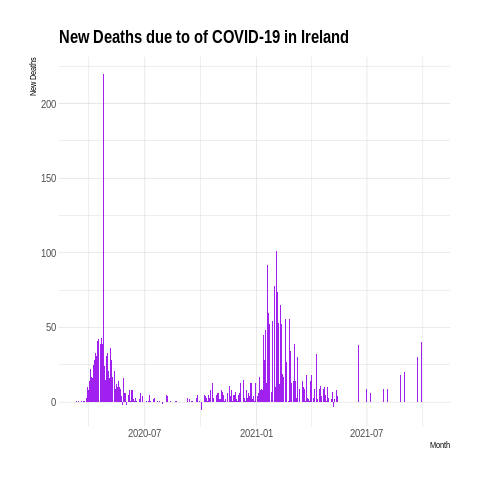 New Deaths due to of COVID-19 in Ireland
New Deaths
200
150
100
50
0
2020-07
2021-01
2021-07
Month